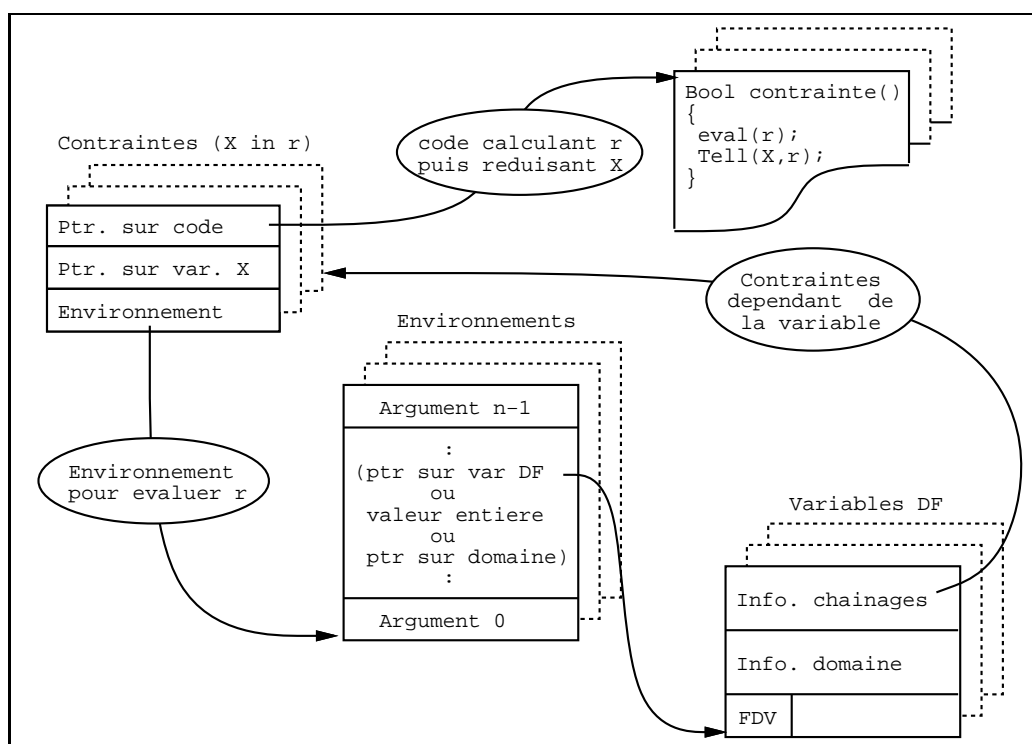 Contraintes (X in r)
Ptr. sur code
Ptr. sur var. X
Environnement
code calculant r
puis reduisant X
Bool contrainte()
{
eval(r);
Tell(X,r);
}
Contraintes
dependant de
la variable
Environnement
pour evaluer r
Environnements
Argument n-1
:
(ptr sur var DF
ou
valeur entiere
ou
ptr sur domaine)
:
Argument 0
Variables DF
Info. chainages
Info. domaine
FDV